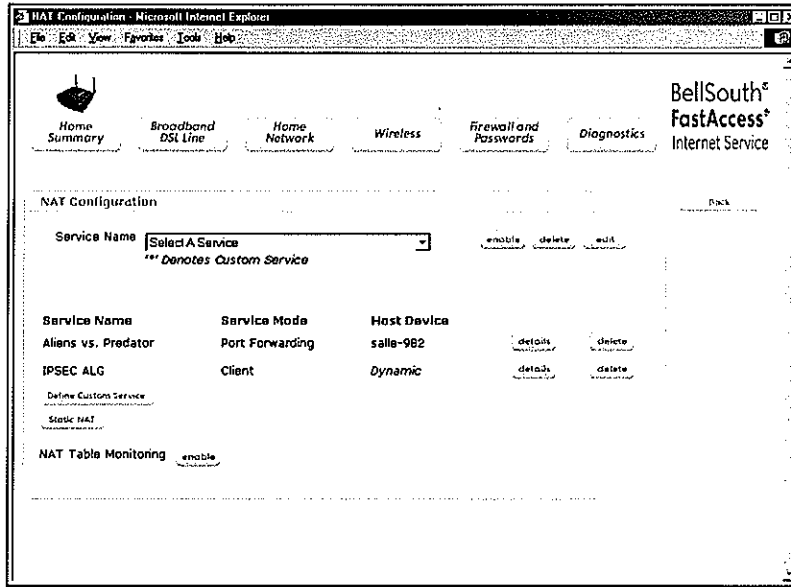 NAT Configuration - Microsoft Internet Explorer
File Edit View Favorites Tools Help
BellSouth®
FastAccess®
Internet Service
Home Summary
Broadband DSL Line
Home Network
Wireless
Firewall and Passwords
Diagnostics
NAT Configuration
Back
Service Name Select A Service enable delete edit
"*" Denotes Custom Service
Service Name Service Mode Host Device
Aliens vs. Predator Port Forwarding salle-982 details delete
IPSEC ALG Client Dynamic details delete
Define Custom Service
Static NAT
NAT Table Monitoring enable